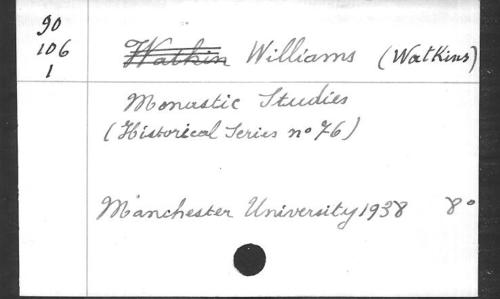 90
106
1
Watkin Williams (Watkins)
Monastic Studies
(Historical Series no 76)
Manchester University 1938 8°